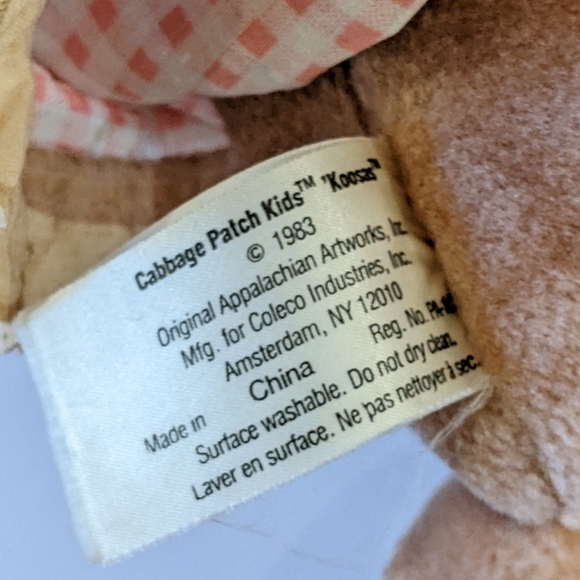 Cabbage Patch Kids™ 'Koosas™
© 1983
Original Appalachian Artworks, Inc.
Mfg. for Coleco Industries, Inc.
Amsterdam, NY 12010
Reg. No.
Made in China
Surface washable. Do not dry clean.
Laver en surface. Ne pas nettoyer à sec.